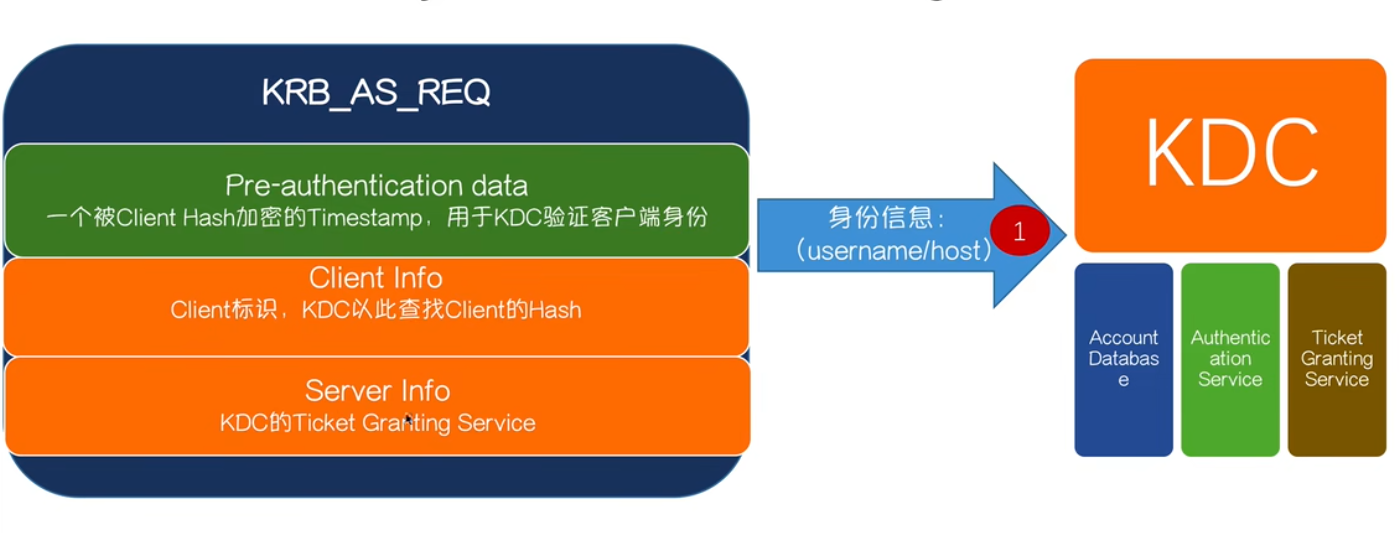 KRB_AS_REQ
Pre-authentication data
一个被Client Hash加密的Timestamp，用于KDC验证客户端身份
Client Info
Client标识，KDC以此查找Client的Hash
Server Info
KDC的Ticket Granting Service
身份信息：
（username/host）
1
KDC
Account
Databas
e
Authentic
ation
Service
Ticket
Granting
Service